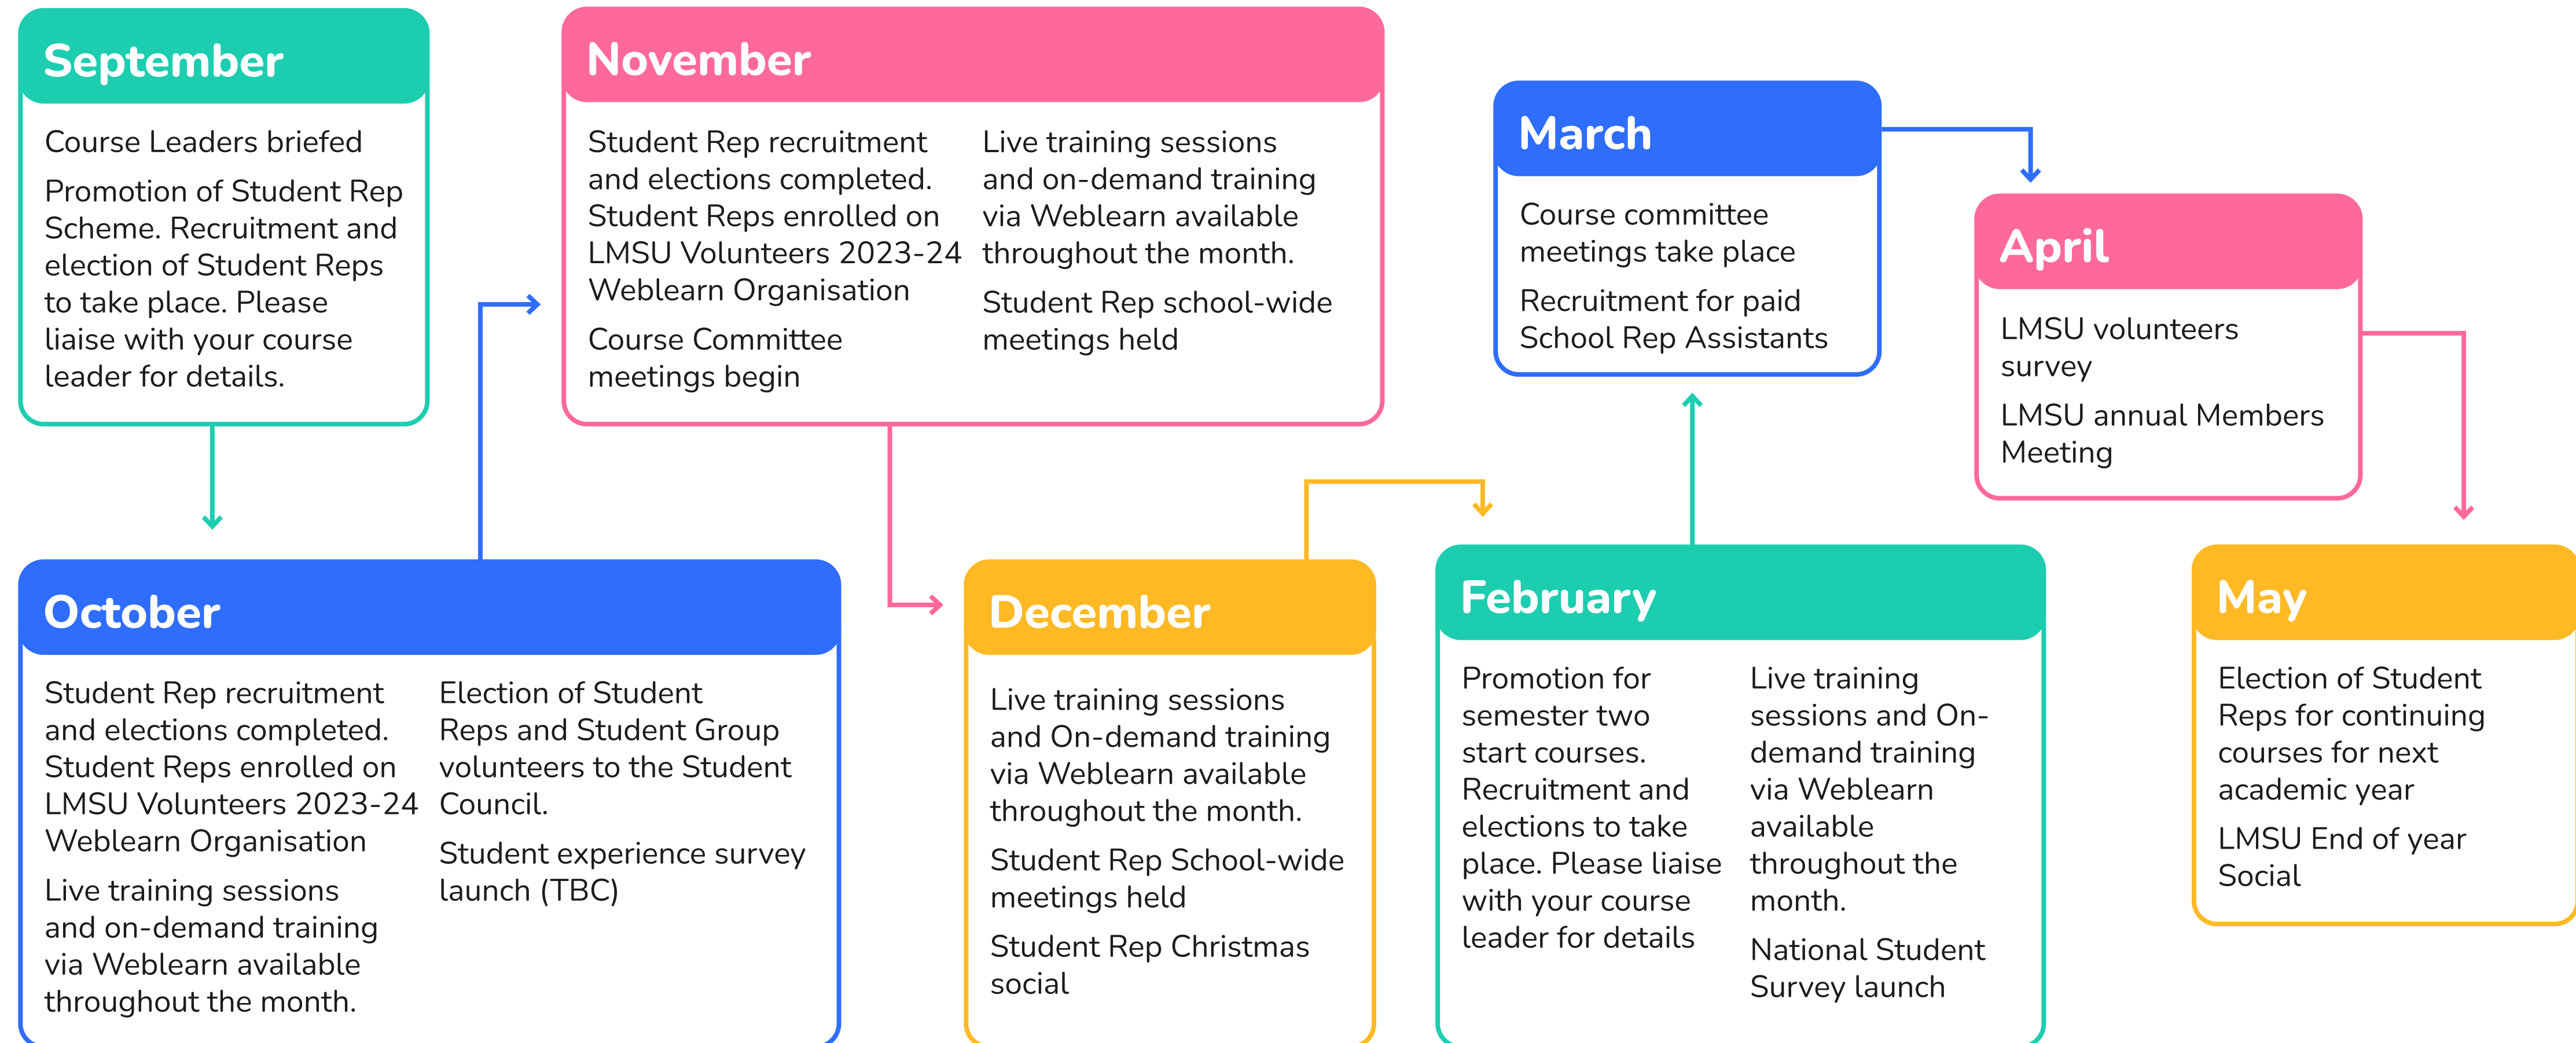 September
Course Leaders briefed
Promotion of Student Rep
Scheme. Recruitment and
election of Student Reps
to take place. Please
liaise with your course
leader for details.
October
Student Rep recruitment
and elections completed.
Student Reps enrolled on
LMSU Volunteers 2023-24
Weblearn Organisation
Live training sessions
and on-demand training
via Weblearn available
throughout the month.
Election of Student
Reps and Student Group
volunteers to the Student
Council.
Student experience survey
launch (TBC)
November
Student Rep recruitment
and elections completed.
Student Reps enrolled on
LMSU Volunteers 2023-24
Weblearn Organisation
Course Committee
meetings begin
Live training sessions
and on-demand training
via Weblearn available
throughout the month.
Student Rep school-wide
meetings held
December
Live training sessions
and On-demand training
via Weblearn available
throughout the month.
Student Rep School-wide
meetings held
Student Rep Christmas
social
February
Promotion for
semester two
start courses.
Recruitment and
elections to take
place. Please liaise
with your course
leader for details
Live training
sessions and On-
demand training
via Weblearn
available
throughout the
month.
National Student
Survey launch
March
Course committee
meetings take place
Recruitment for paid
School Rep Assistants
April
LMSU volunteers
survey
LMSU annual Members
Meeting
May
Election of Student
Reps for continuing
courses for next
academic year
LMSU End of year
Social